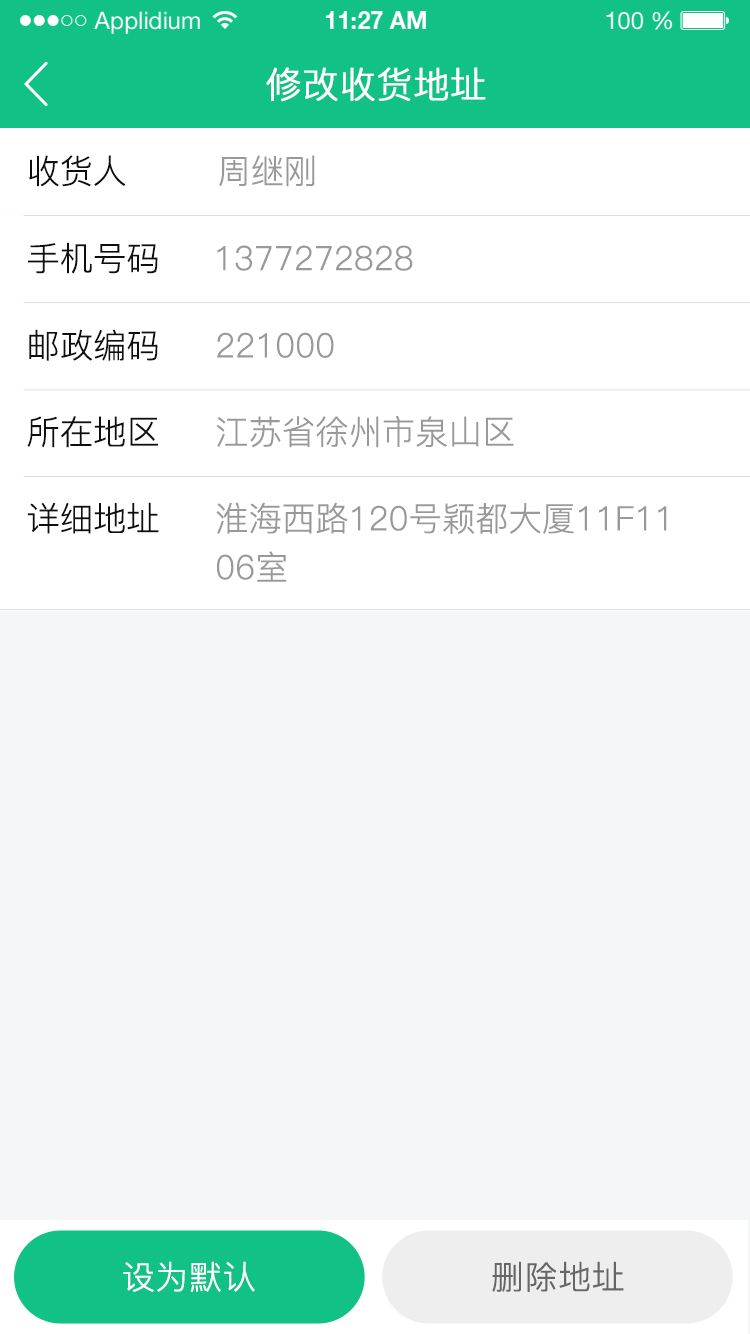 Applidium 11:27 AM 100 %
修改收货地址
收货人 周继刚
手机号码 1377272828
邮政编码 221000
所在地区 江苏省徐州市泉山区
详细地址 淮海西路120号颖都大厦11F11
06室
设为默认 删除地址